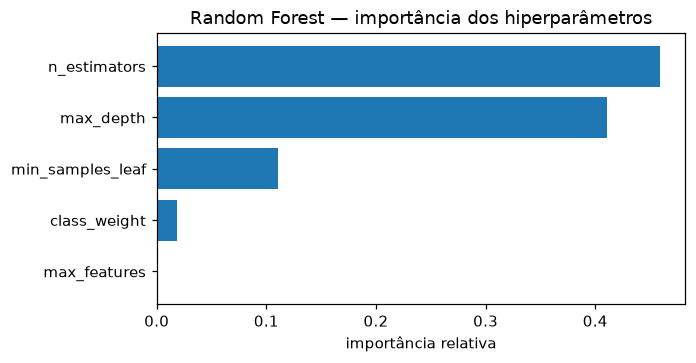 Random Forest — importância dos hiperparâmetros
n_estimators
max_depth
min_samples_leaf
class_weight
max_features
0.0 0.1 0.2 0.3 0.4
importância relativa